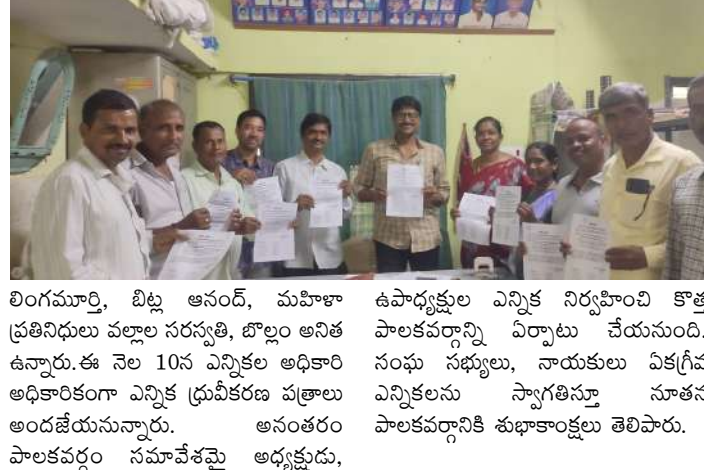 లింగమూర్తి, బిట్ల ఆనంద్, మహిళా
ప్రతినిధులు వల్లాల సరస్వతి, బొల్లం అనిత
ఉన్నారు.ఈ నెల 10న ఎన్నికల అధికారి
అధికారికంగా ఎన్నిక ధ్రువీకరణ పత్రాలు
అందజేయనున్నారు. అనంతరం
పాలకవర్గం సమావేశమై అధ్యక్షుడు,
ఉపాధ్యక్షుల ఎన్నిక నిర్వహించి కొత్త
పాలకవర్గాన్ని ఏర్పాటు చేయనుంది.
సంఘ సభ్యులు, నాయకులు ఏకగ్రీవ
ఎన్నికలను స్వాగతిస్తూ నూతన
పాలకవర్గానికి శుభాకాంక్షలు తెలిపారు.